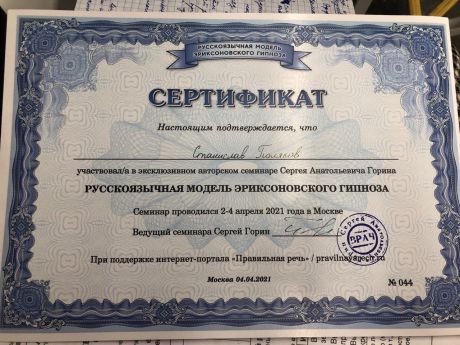 РУССКОЯЗЫЧНАЯ МОДЕЛЬ
ЭРИКСОНОВСКОГО ГИПНОЗА
СЕРТИФИКАТ
Настоящим подтверждается, что
Станислав Поляков
участвовал/а в эксклюзивном авторском семинаре Сергея Анатольевича Горина
РУССКОЯЗЫЧНАЯ МОДЕЛЬ ЭРИКСОНОВСКОГО ГИПНОЗА
Семинар проводился 2-4 апреля 2021 года в Москве
Ведущий семинара Сергей Горин
ВРАЧ
При поддержке интернет-портала «Правильная речь» / pravilnayarech.ru
Москва 04.04.2021
№ 044